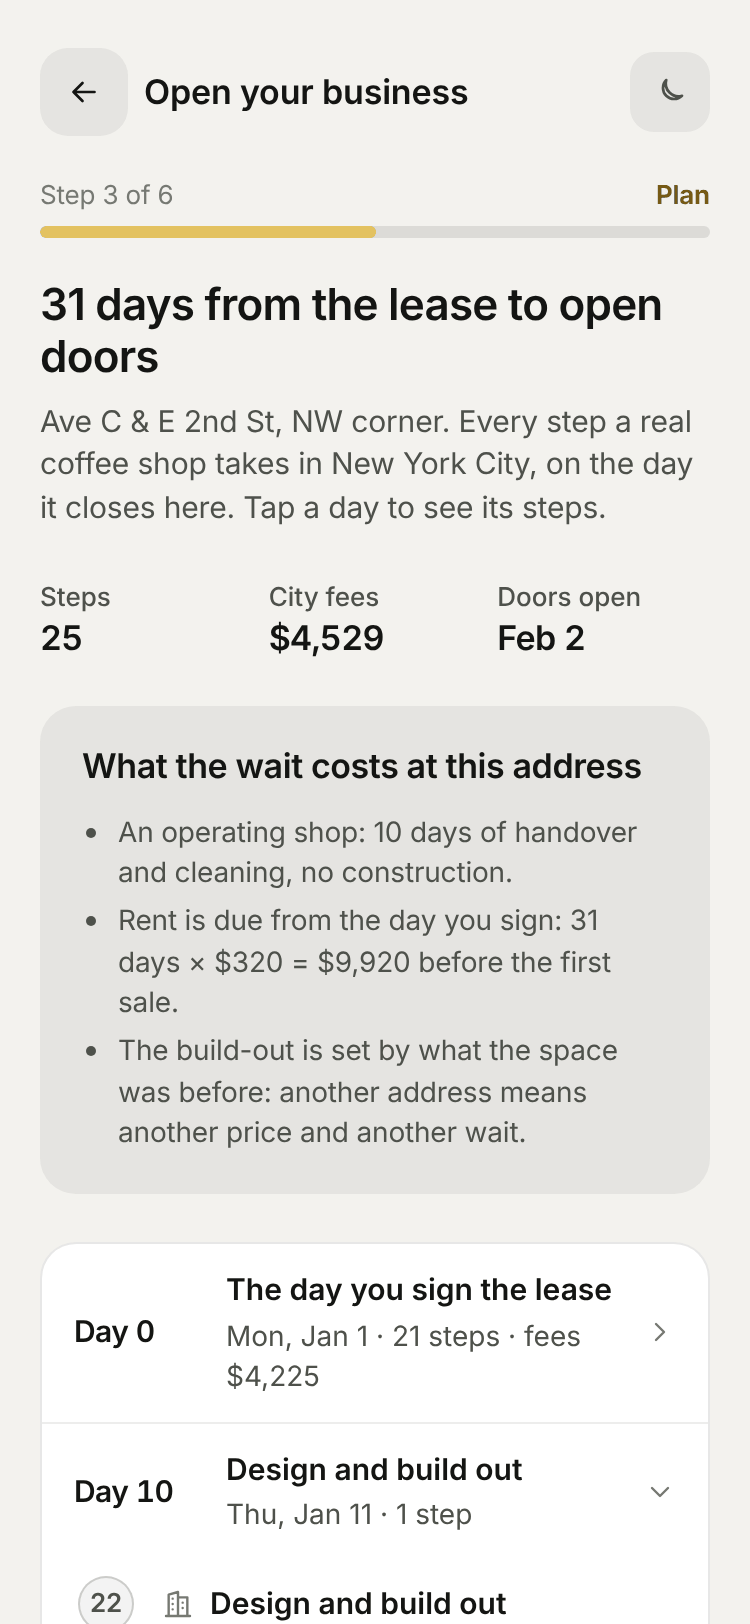 Open your business
Step 3 of 6
Plan
31 days from the lease to open
doors
Ave C & E 2nd St, NW corner. Every step a real
coffee shop takes in New York City, on the day
it closes here. Tap a day to see its steps.
Steps
City fees
Doors open
25
$4,529
Feb 2
What the wait costs at this address
• An operating shop: 10 days of handover
and cleaning, no construction.
• Rent is due from the day you sign: 31
days × $320 = $9,920 before the first
sale.
• The build-out is set by what the space
was before: another address means
another price and another wait.
Day 0
The day you sign the lease
Mon, Jan 1 · 21 steps · fees
$4,225
Day 10
Design and build out
Thu, Jan 11 · 1 step
22
Design and build out